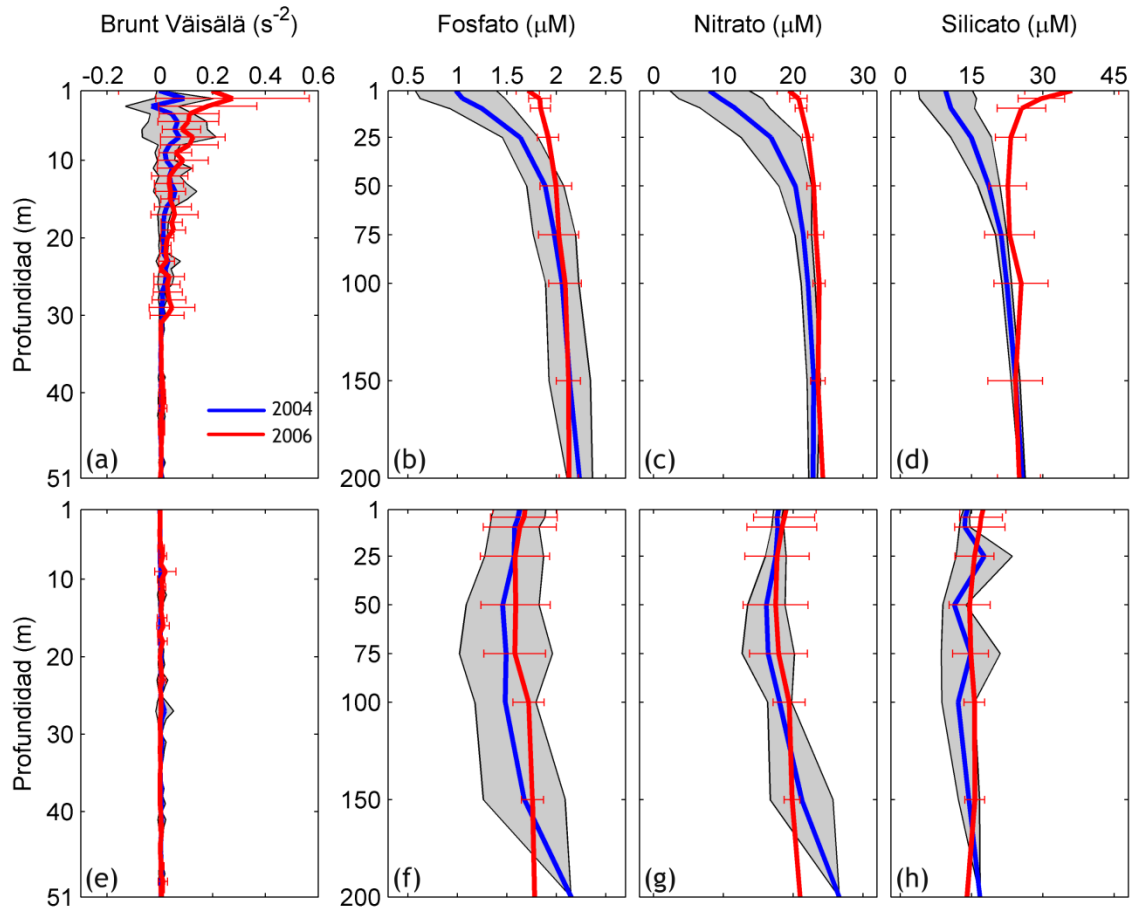 Brunt Väisälä (s-2) Fosfato (μM) Nitrato (μM) Silicato (μM)
-0.2 0 0.2 0.4 0.6 0.5 1 1.5 2 2.5 0 10 20 30 0 15 30 45
Profundidad (m)
1 10 20 30 40 51
1 25 50 75 100 150 200
2004
2006
(a) (b) (c) (d)
Profundidad (m)
1 10 20 30 40 51
1 25 50 75 100 150 200
(e) (f) (g) (h)